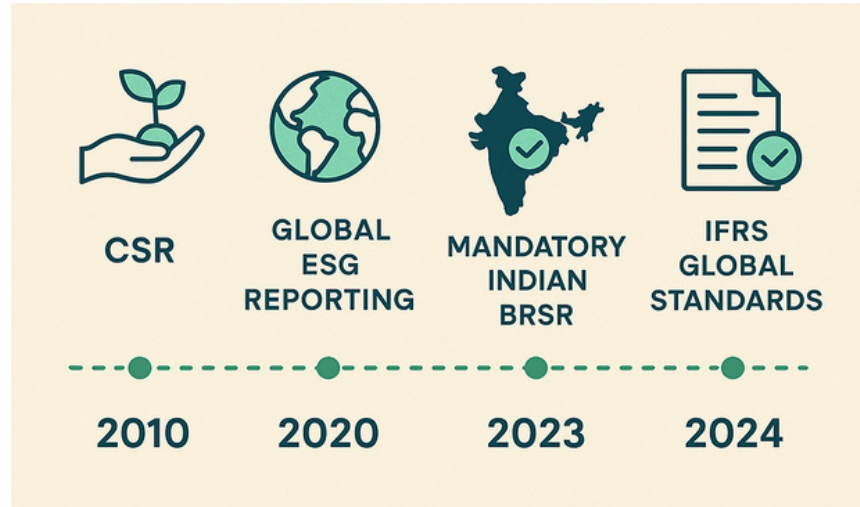 CSR
GLOBAL
ESG
REPORTING
MANDATORY
INDIAN
BRSR
IFRS
GLOBAL
STANDARDS
2010
2020
2023
2024